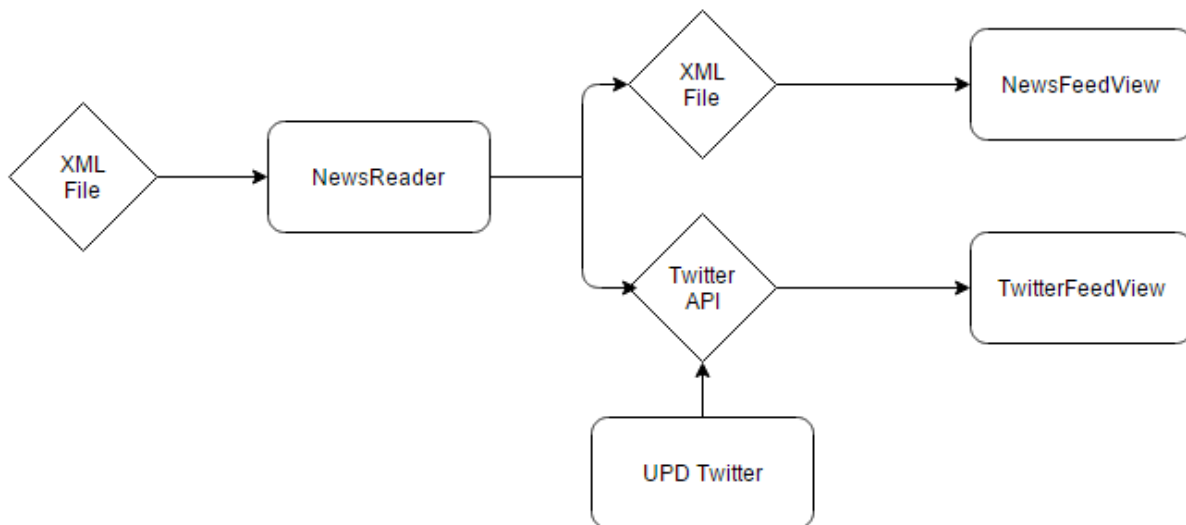 XML
File
NewsReader
XML
File
NewsFeedView
Twitter
API
TwitterFeedView
UPD Twitter